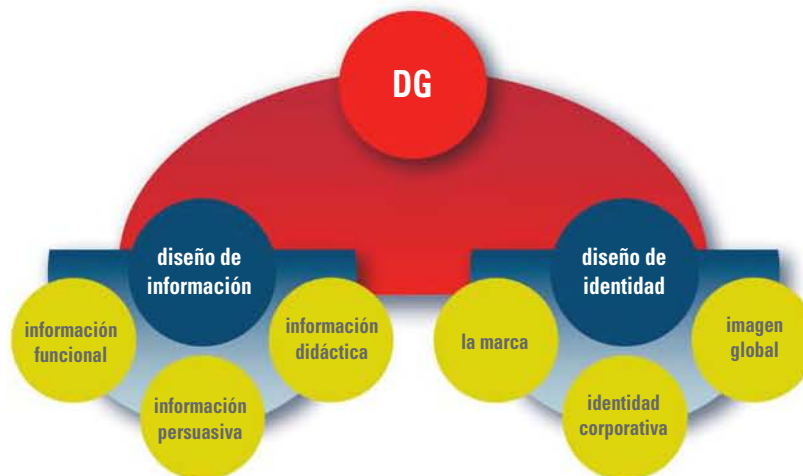 DG
diseño de
información
información
funcional
información
persuasiva
información
didáctica
diseño de
identidad
la marca
identidad
corporativa
imagen
global